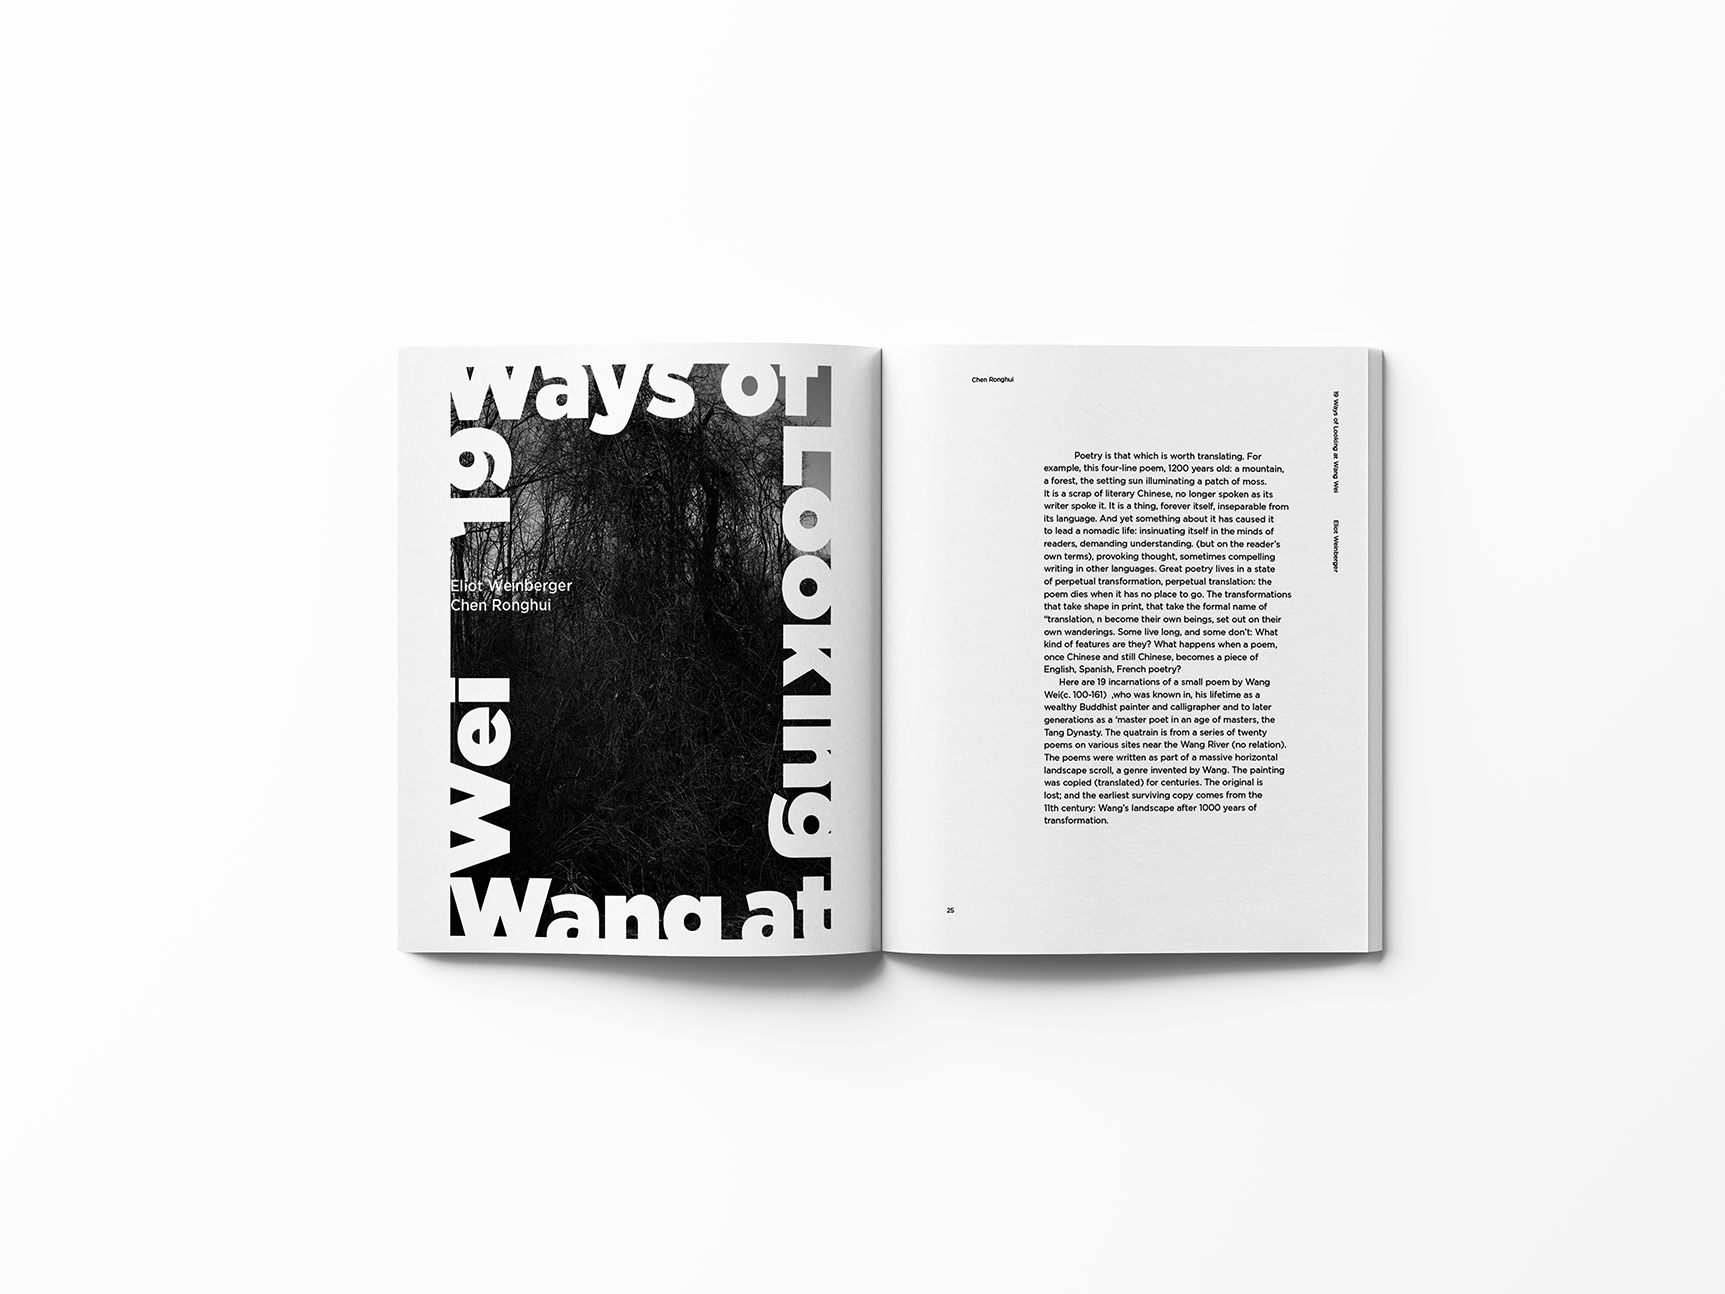 19
Ways of
Looking
at
Wang
Wei
Eliot Weinberger
Chen Ronghui
Chen Ronghui
19 Ways of Looking at Wang Wei
Eliot Weinberger
Poetry is that which is worth translating. For
example, this four-line poem, 1200 years old: a mountain,
a forest, the setting sun illuminating a patch of moss.
It is a scrap of literary Chinese, no longer spoken as its
writer spoke it. It is a thing, forever itself, inseparable from
its language. And yet something about it has caused it
to lead a nomadic life: insinuating itself in the minds of
readers, demanding understanding. (but on the reader's
own terms), provoking thought, sometimes compelling
writing in other languages. Great poetry lives in a state
of perpetual transformation, perpetual translation: the
poem dies when it has no place to go. The transformations
that take shape in print, that take the formal name of
"translation, n become their own beings, set out on their
own wanderings. Some live long, and some don't: What
kind of features are they? What happens when a poem,
once Chinese and still Chinese, becomes a piece of
English, Spanish, French poetry?
Here are 19 incarnations of a small poem by Wang
Wei(c. 100-161) ,who was known in, his lifetime as a
wealthy Buddhist painter and calligrapher and to later
generations as a 'master poet in an age of masters, the
Tang Dynasty. The quatrain is from a series of twenty
poems on various sites near the Wang River (no relation).
The poems were written as part of a massive horizontal
landscape scroll, a genre invented by Wang. The painting
was copied (translated) for centuries. The original is
lost; and the earliest surviving copy comes from the
11th century: Wang's landscape after 1000 years of
transformation.
25